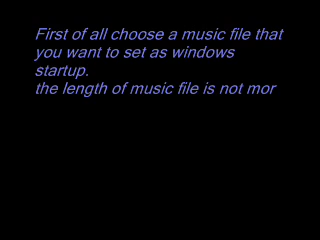 First of all choose a music file that
you want to set as windows
startup.
the length of music file is not mor